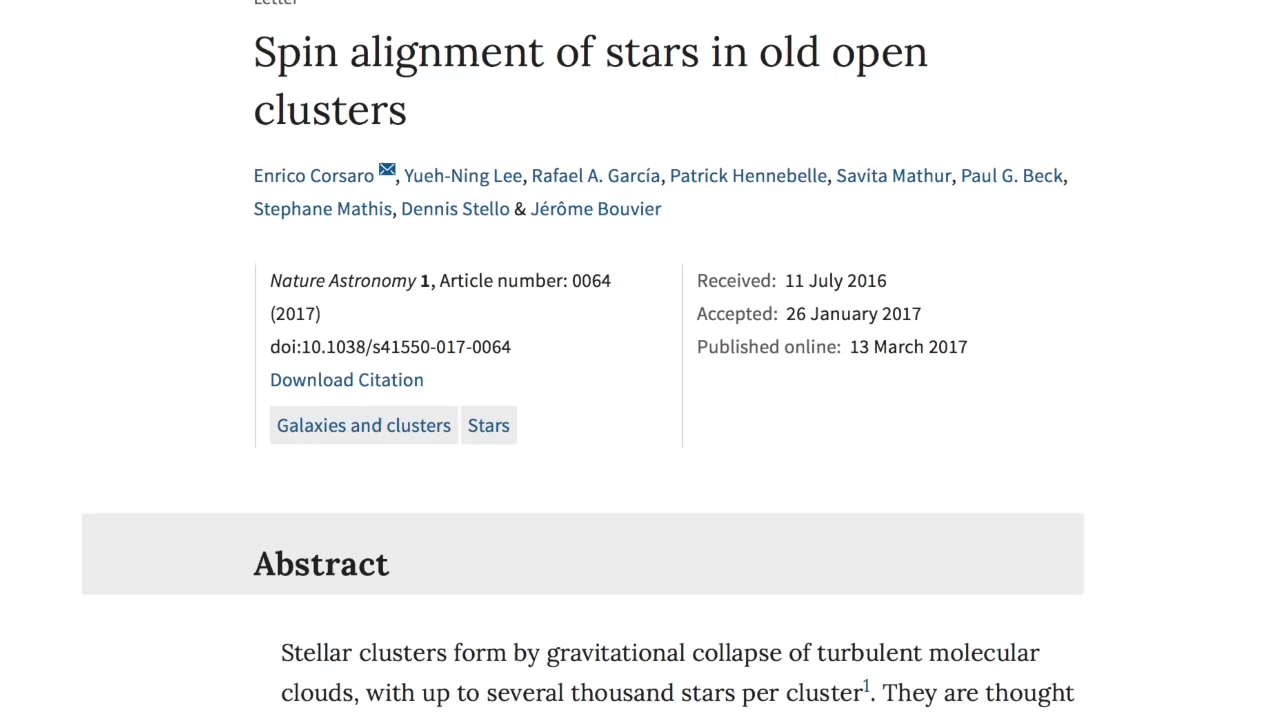 Letter
Spin alignment of stars in old open
clusters
Enrico Corsaro, Yueh-Ning Lee, Rafael A. García, Patrick Hennebelle, Savita Mathur, Paul G. Beck,
Stephane Mathis, Dennis Stello & Jérôme Bouvier
Nature Astronomy 1, Article number: 0064
(2017)
doi:10.1038/s41550-017-0064
Download Citation
Galaxies and clusters Stars
Received: 11 July 2016
Accepted: 26 January 2017
Published online: 13 March 2017
Abstract
Stellar clusters form by gravitational collapse of turbulent molecular
clouds, with up to several thousand stars per cluster1. They are thought